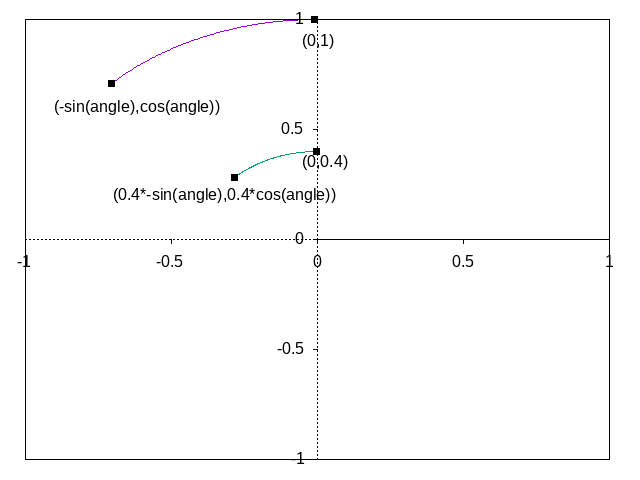 1
(0,1)
(-sin(angle),cos(angle))
0.5
(0,0.4)
(0.4*-sin(angle),0.4*cos(angle))
0
-1 -0.5 0 0.5 1
-0.5
-1